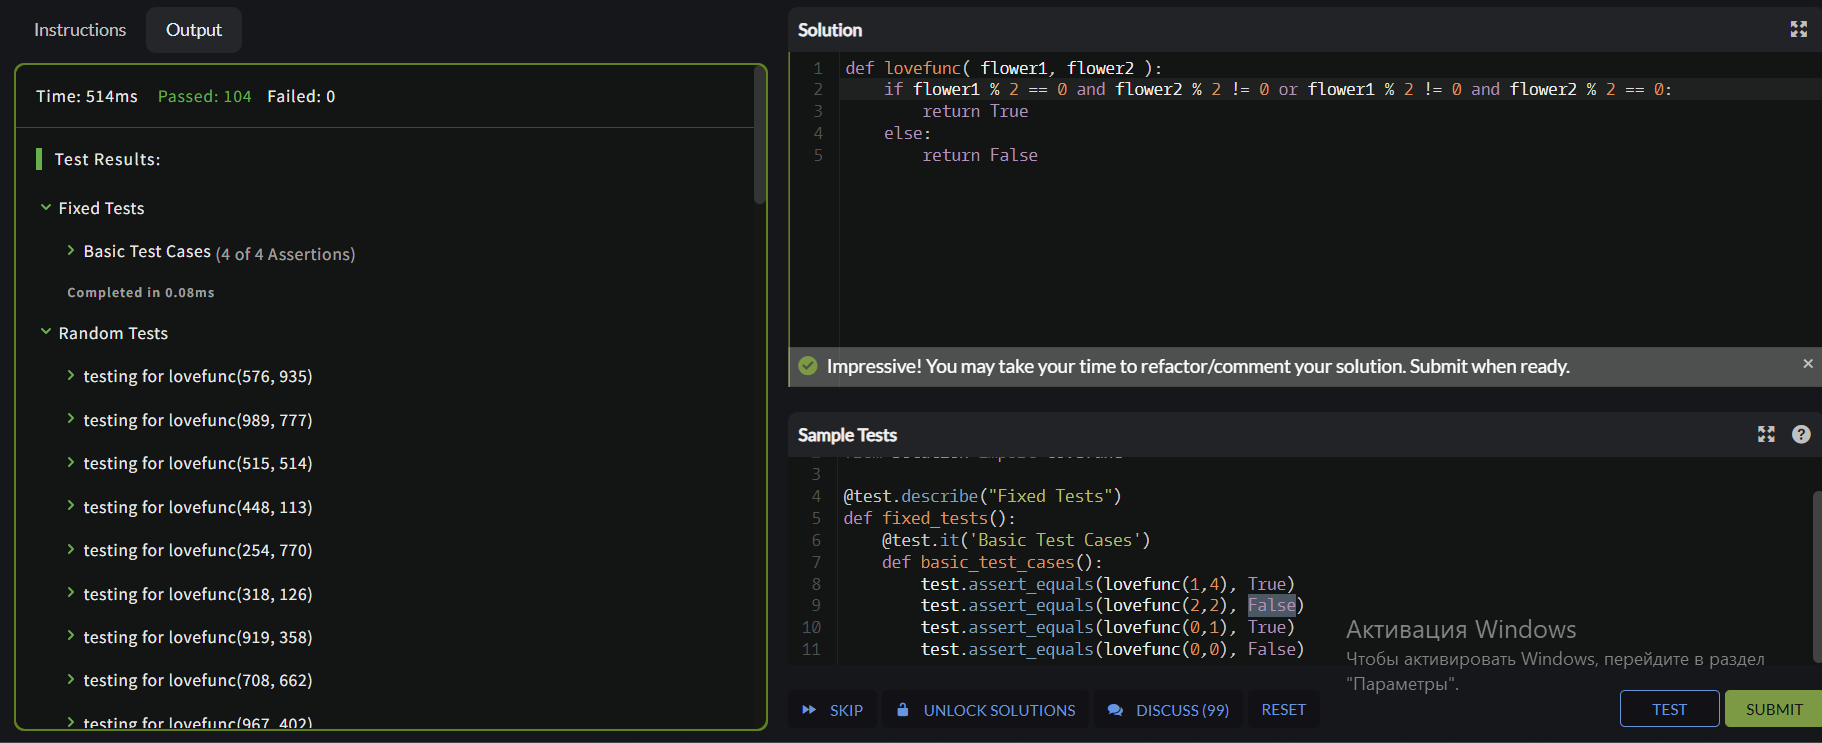 Instructions
Output
Time: 514ms Passed: 104 Failed: 0
Test Results:
Fixed Tests
Basic Test Cases (4 of 4 Assertions)
Completed in 0.08ms
Random Tests
testing for lovefunc(576, 935)
testing for lovefunc(989, 777)
testing for lovefunc(515, 514)
testing for lovefunc(448, 113)
testing for lovefunc(254, 770)
testing for lovefunc(318, 126)
testing for lovefunc(919, 358)
testing for lovefunc(708, 662)
testing for lovefunc(967, 402)
Solution
1 def lovefunc( flower1, flower2 ):
2 if flower1 % 2 == 0 and flower2 % 2 != 0 or flower1 % 2 != 0 and flower2 % 2 == 0:
3 return True
4 else:
5 return False
Impressive! You may take your time to refactor/comment your solution. Submit when ready.
Sample Tests
3
4 @test.describe("Fixed Tests")
5 def fixed_tests():
6 @test.it('Basic Test Cases')
7 def basic_test_cases():
8 test.assert_equals(lovefunc(1,4), True)
9 test.assert_equals(lovefunc(2,2), False)
10 test.assert_equals(lovefunc(0,1), True)
11 test.assert_equals(lovefunc(0,0), False)
Активация Windows
Чтобы активировать Windows, перейдите в раздел
"Параметры".
SKIP
UNLOCK SOLUTIONS
DISCUSS (99)
RESET
TEST
SUBMIT